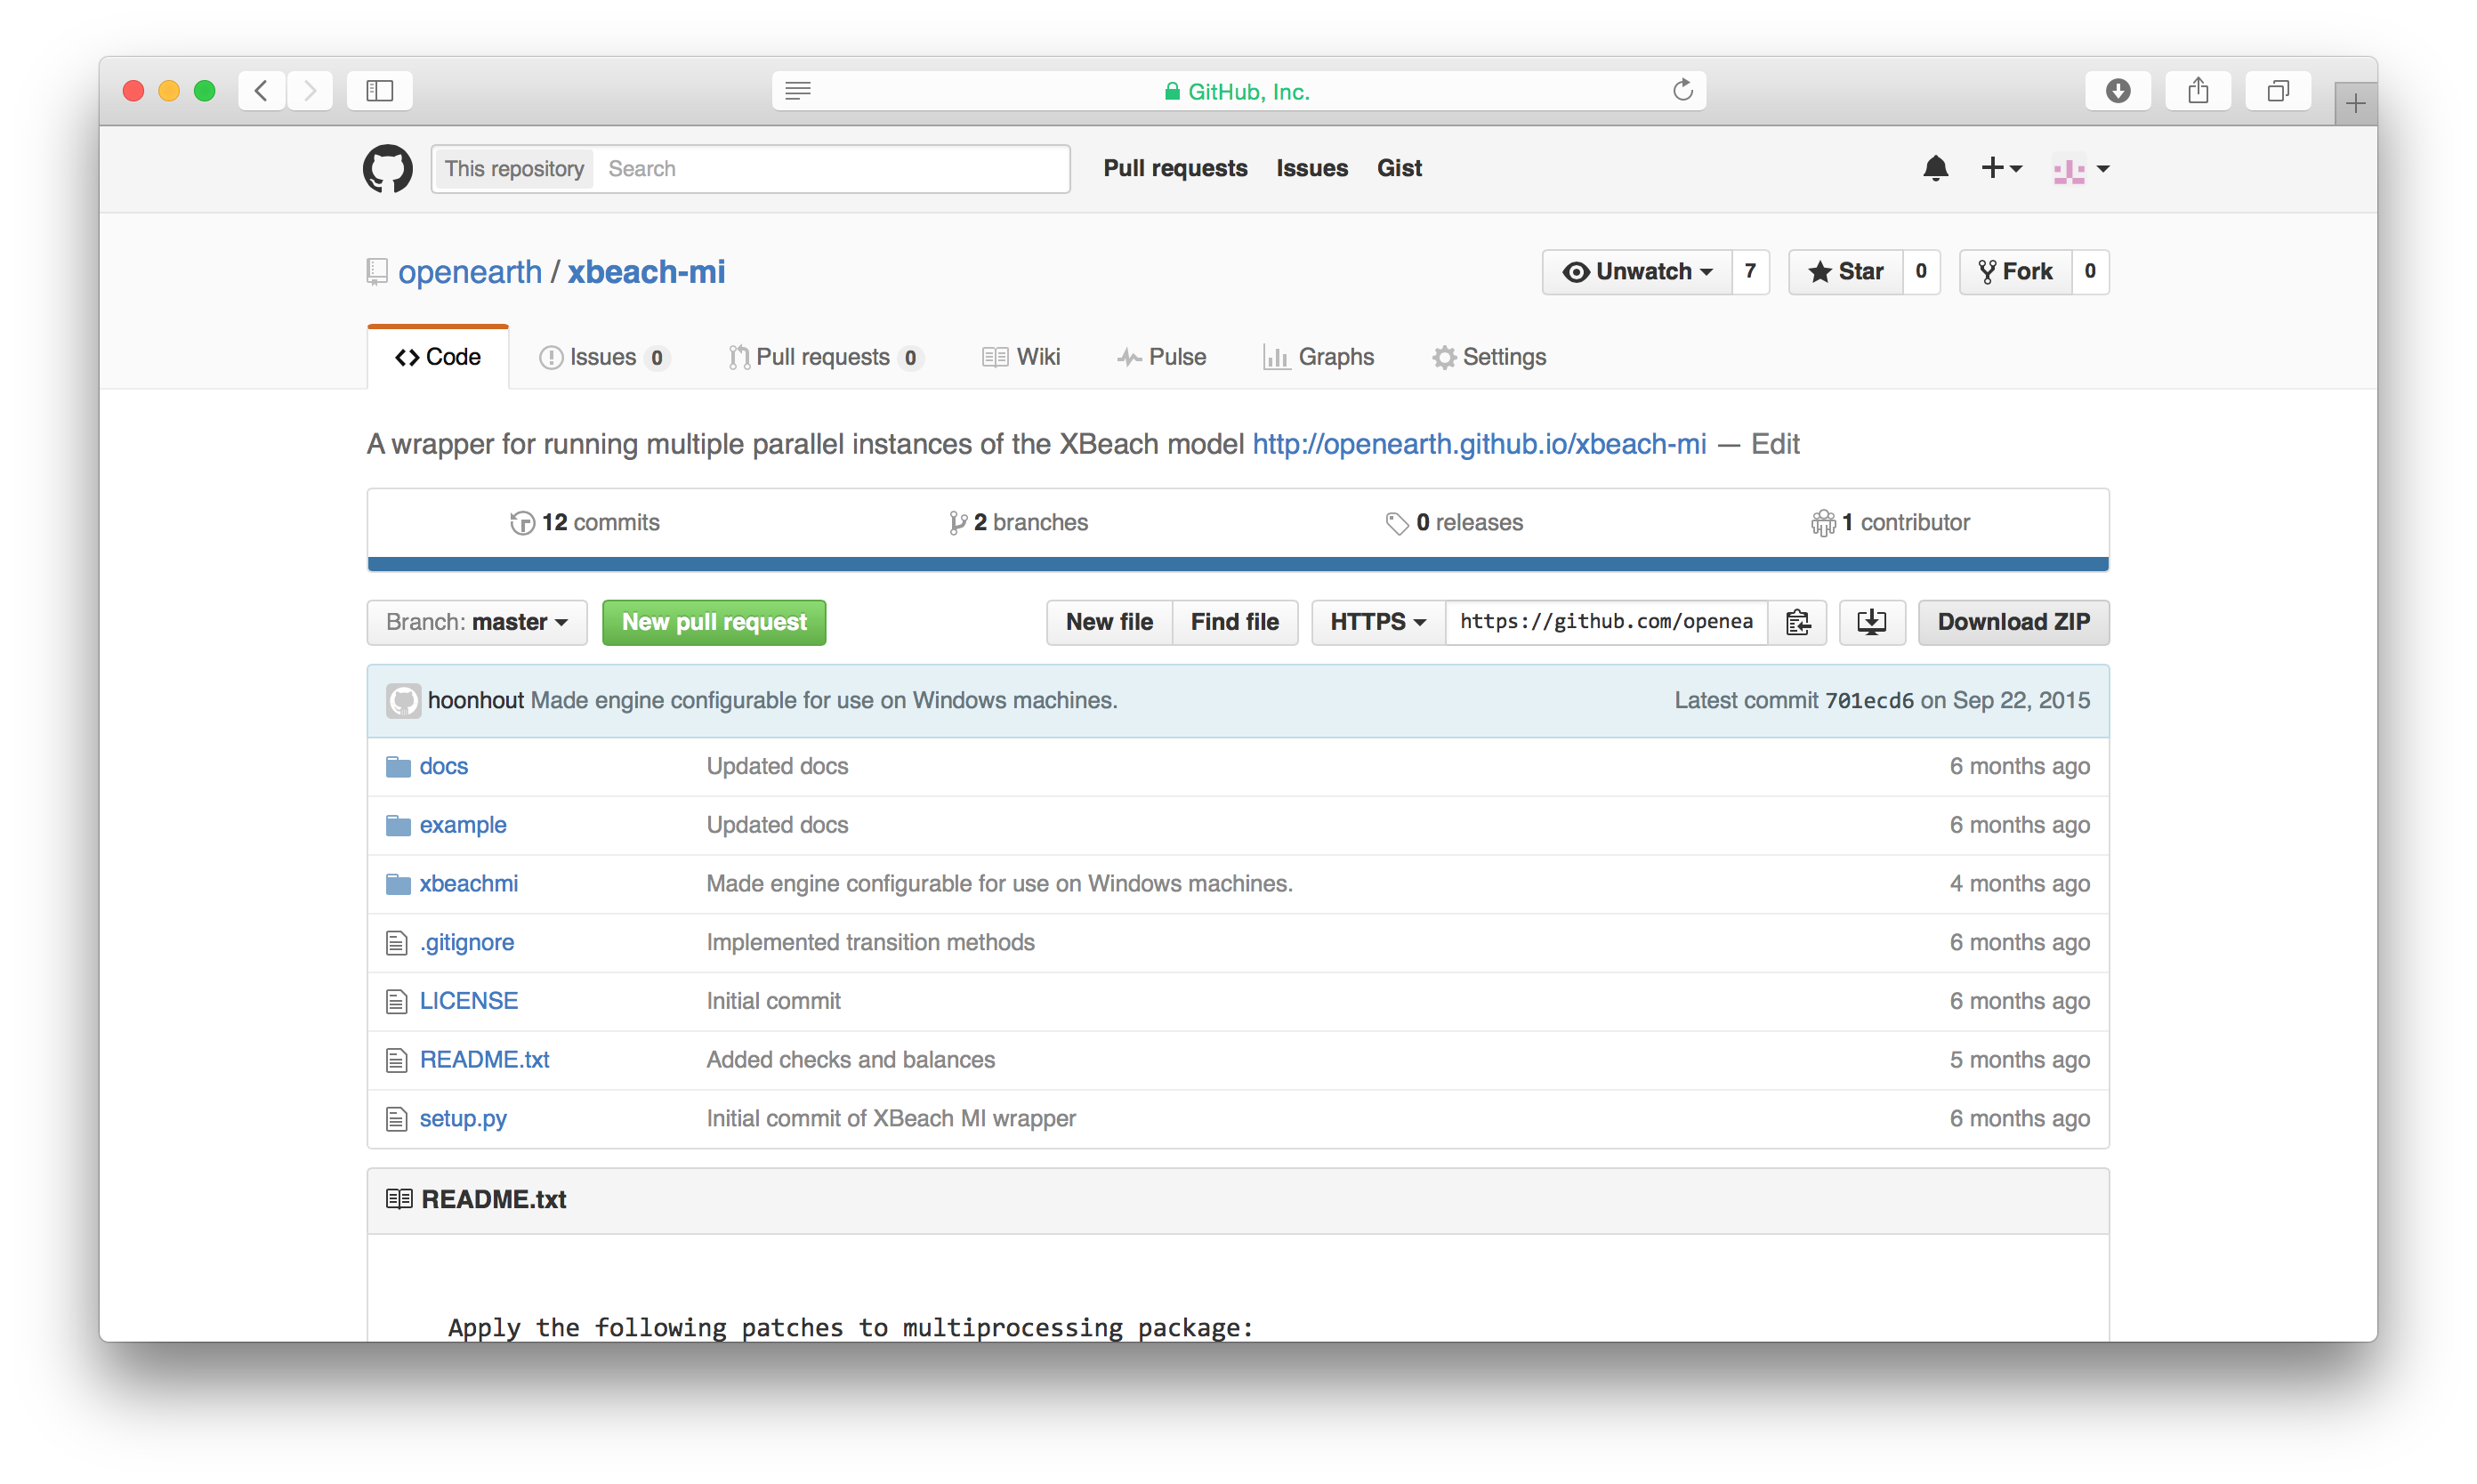 GitHub, Inc.
This repository Search Pull requests Issues Gist
openearth / xbeach-mi Unwatch 7 Star 0 Fork 0
Code Issues 0 Pull requests 0 Wiki Pulse Graphs Settings
A wrapper for running multiple parallel instances of the XBeach model http://openearth.github.io/xbeach-mi — Edit
12 commits 2 branches 0 releases 1 contributor
Branch: master New pull request New file Find file HTTPS https://github.com/openea Download ZIP
hoonhout Made engine configurable for use on Windows machines. Latest commit 701ecd6 on Sep 22, 2015
docs Updated docs 6 months ago
example Updated docs 6 months ago
xbeachmi Made engine configurable for use on Windows machines. 4 months ago
.gitignore Implemented transition methods 6 months ago
LICENSE Initial commit 6 months ago
README.txt Added checks and balances 5 months ago
setup.py Initial commit of XBeach MI wrapper 6 months ago
README.txt
Apply the following patches to multiprocessing package: